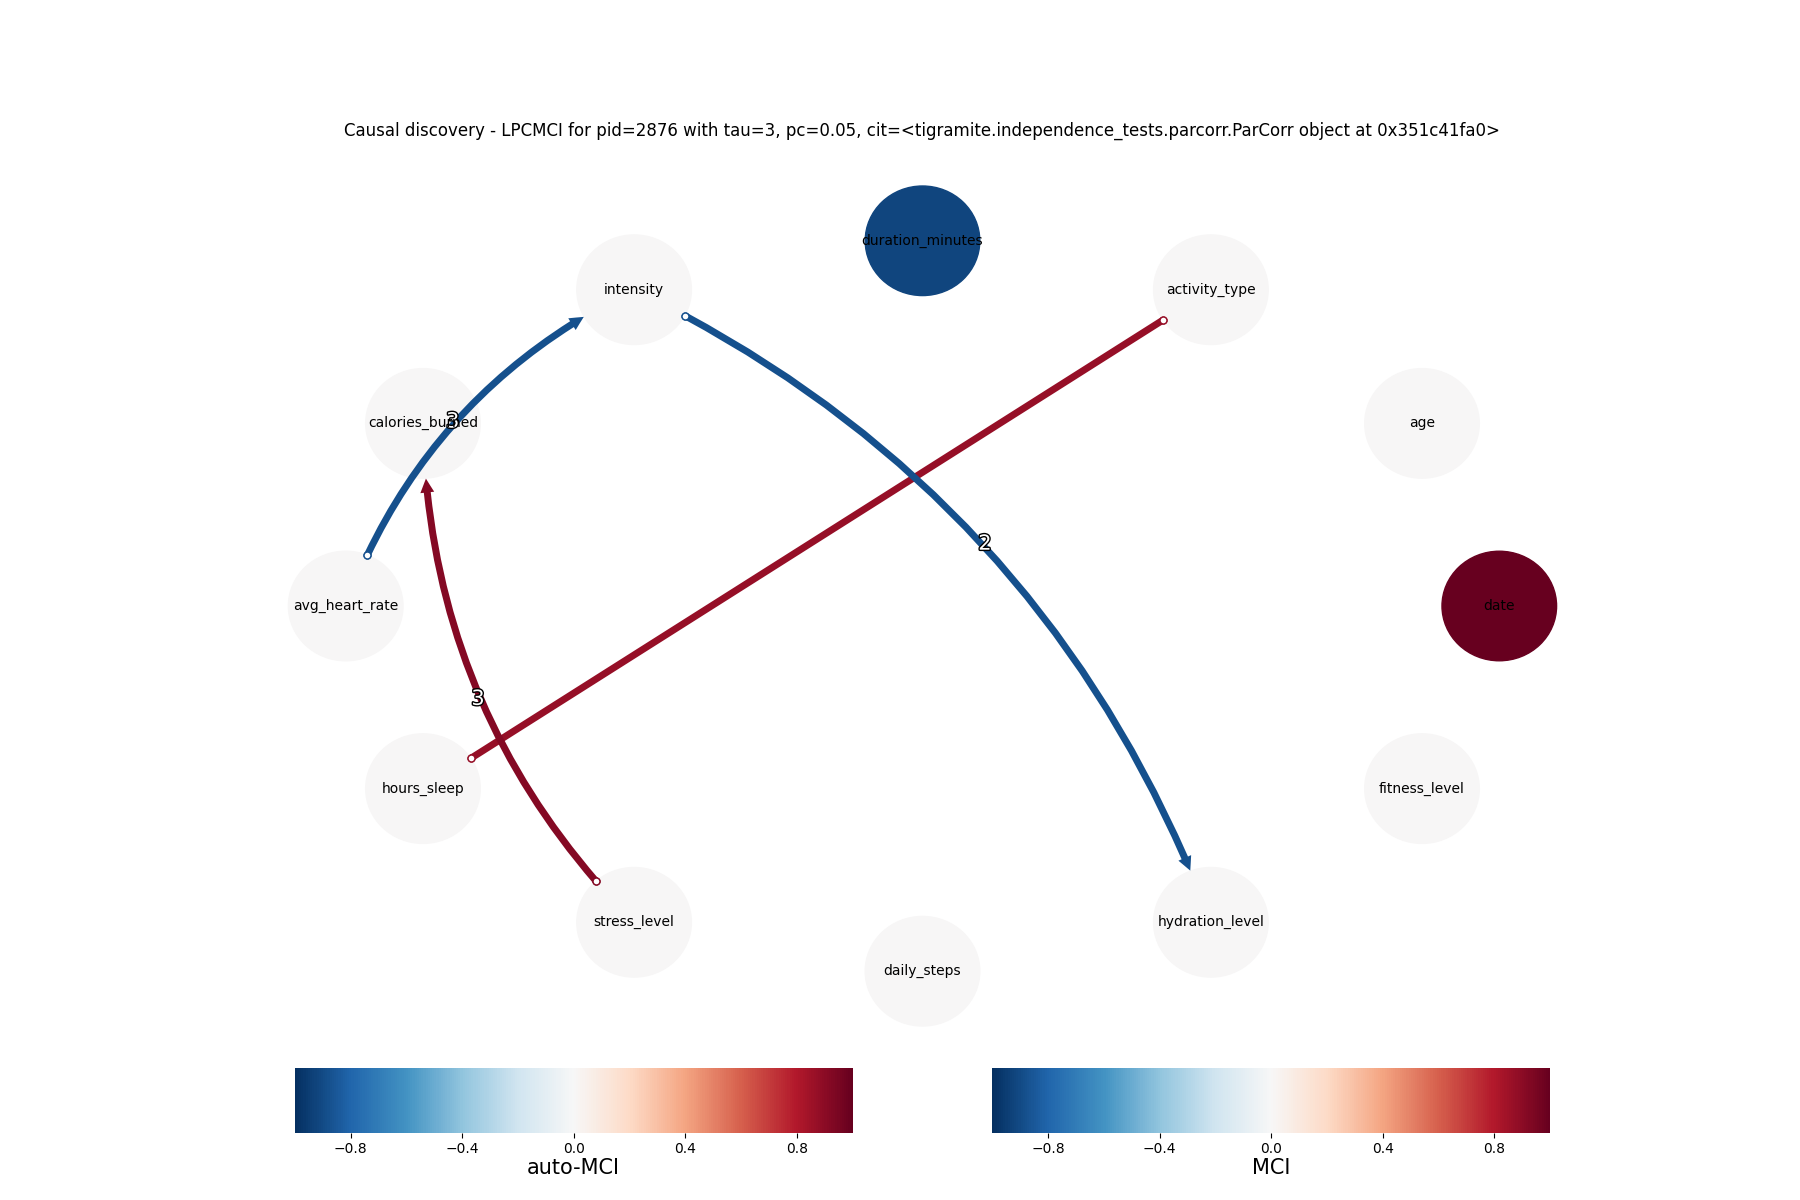 Causal discovery - LPCMCI for pid=2876 with tau=3, pc=0.05, cit=<tigramite.independence_tests.parcorr.ParCorr object at 0x351c41fa0>
duration_minutes
intensity
activity_type
calories_burned
3
age
2
avg_heart_rate
date
3
hours_sleep
fitness_level
stress_level
hydration_level
daily_steps
−0.8 −0.4 0.0 0.4 0.8
auto-MCI
−0.8 −0.4 0.0 0.4 0.8
MCI